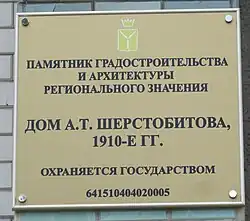 ПАМЯТНИК ГРАДОСТРОИТЕЛЬСТВА
И АРХИТЕКТУРЫ
РЕГИОНАЛЬНОГО ЗНАЧЕНИЯ
ДОМ А.Т. ШЕРСТОБИТОВА,
1910-Е ГГ.
ОХРАНЯЕТСЯ ГОСУДАРСТВОМ
641510404020005